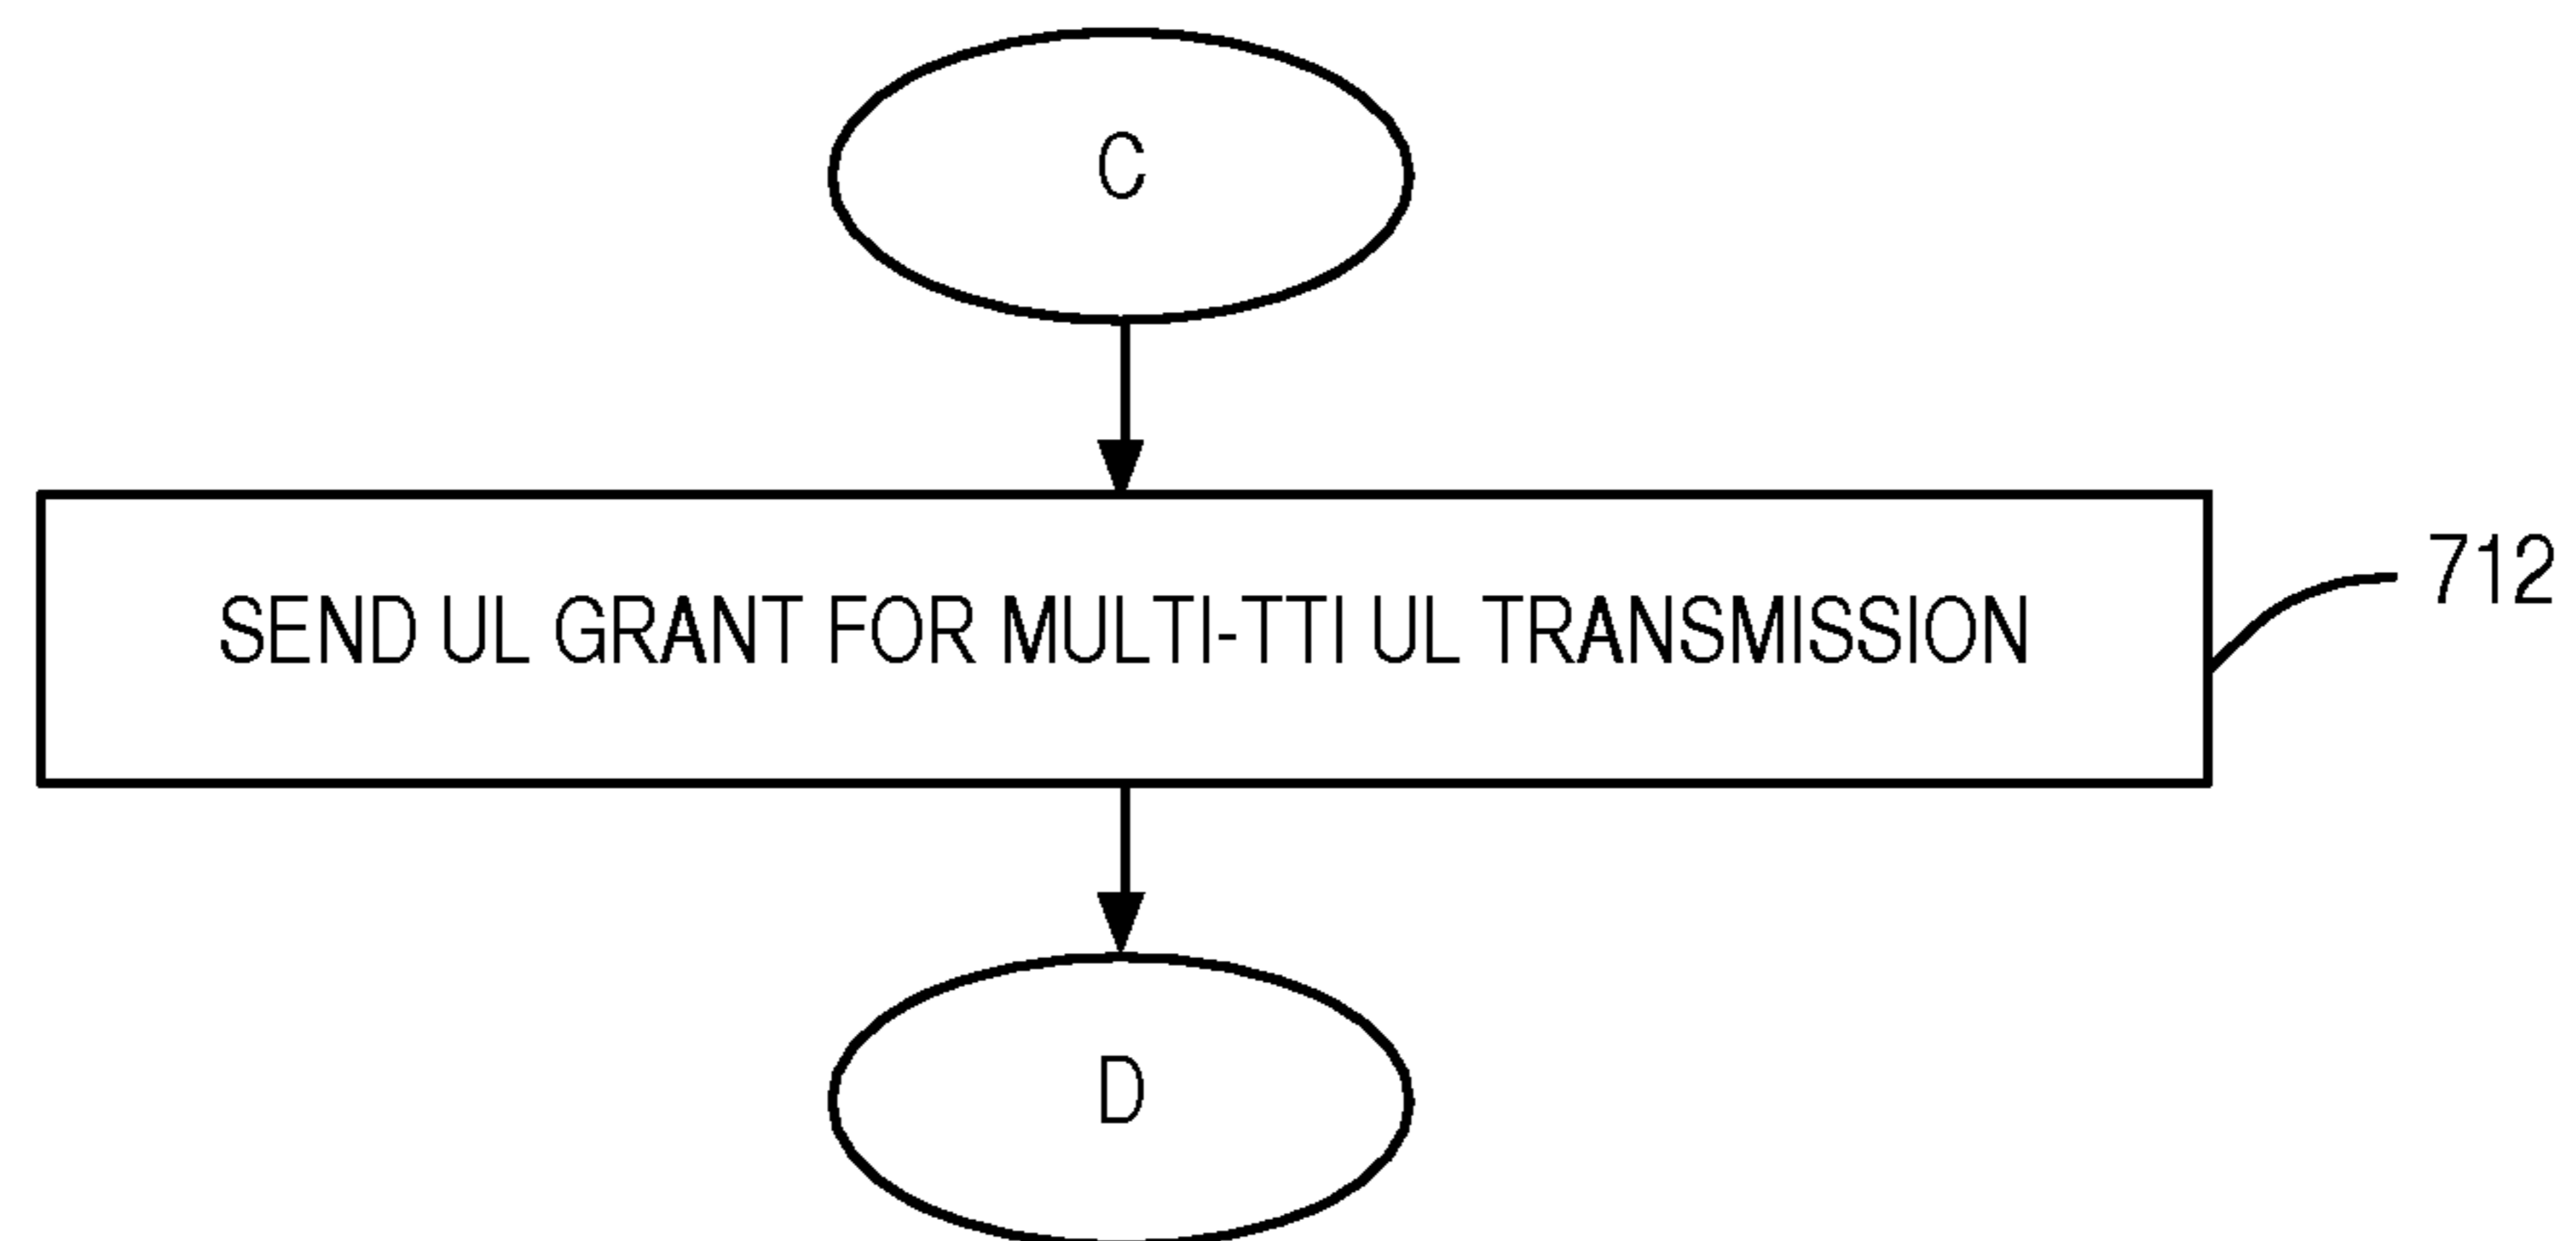 C
SEND UL GRANT FOR MULTI-TTI UL TRANSMISSION
712
D